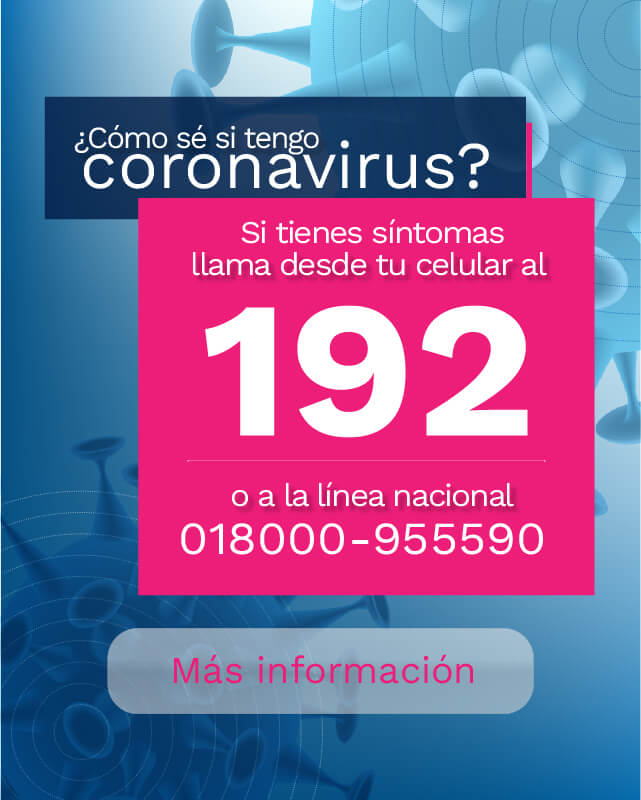 ¿Cómo sé si tengo
coronavirus?
Si tienes síntomas
llama desde tu celular al
192
o a la línea nacional
018000-955590
Más información